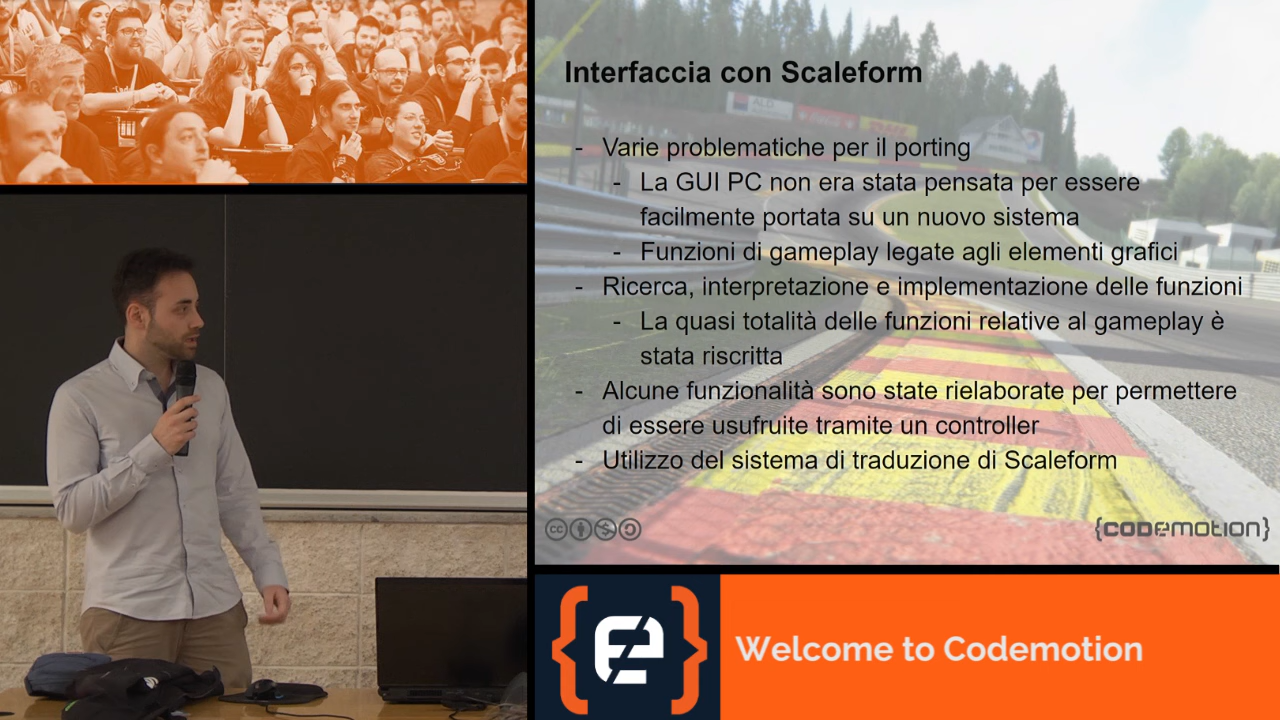 Interfaccia con Scaleform
- Varie problematiche per il porting
- La GUI PC non era stata pensata per essere
facilmente portata su un nuovo sistema
- Funzioni di gameplay legate agli elementi grafici
- Ricerca, interpretazione e implementazione delle funzioni
- La quasi totalità delle funzioni relative al gameplay è
stata riscritta
- Alcune funzionalità sono state rielaborate per permettere
di essere usufruite tramite un controller
- Utilizzo del sistema di traduzione di Scaleform
{CODEMOTION}
Welcome to Codemotion